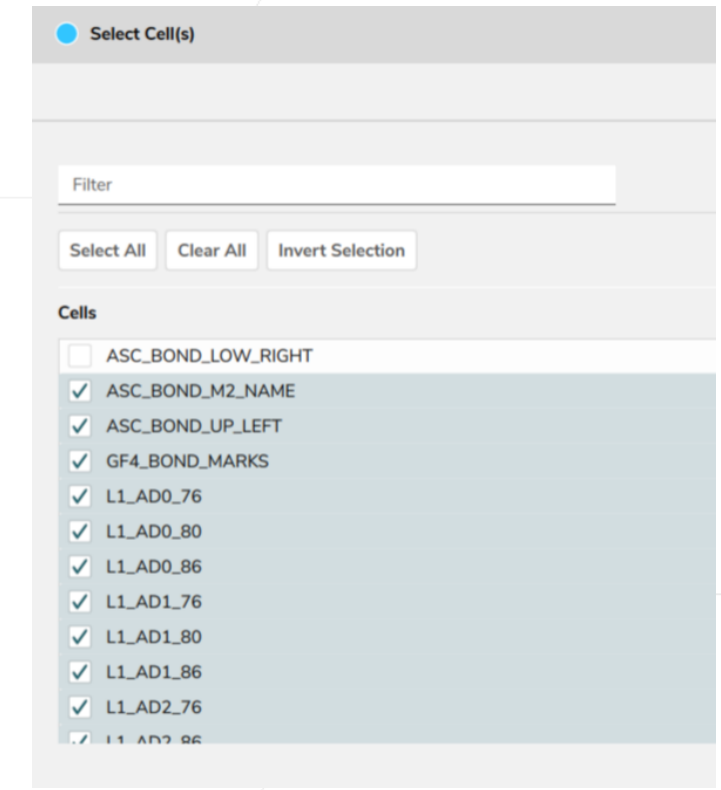 Select Cell(s)
Filter
Select All Clear All Invert Selection
Cells
ASC_BOND_LOW_RIGHT
ASC_BOND_M2_NAME
ASC_BOND_UP_LEFT
GF4_BOND_MARKS
L1_AD0_76
L1_AD0_80
L1_AD0_86
L1_AD1_76
L1_AD1_80
L1_AD1_86
L1_AD2_76
L1_AD2_86